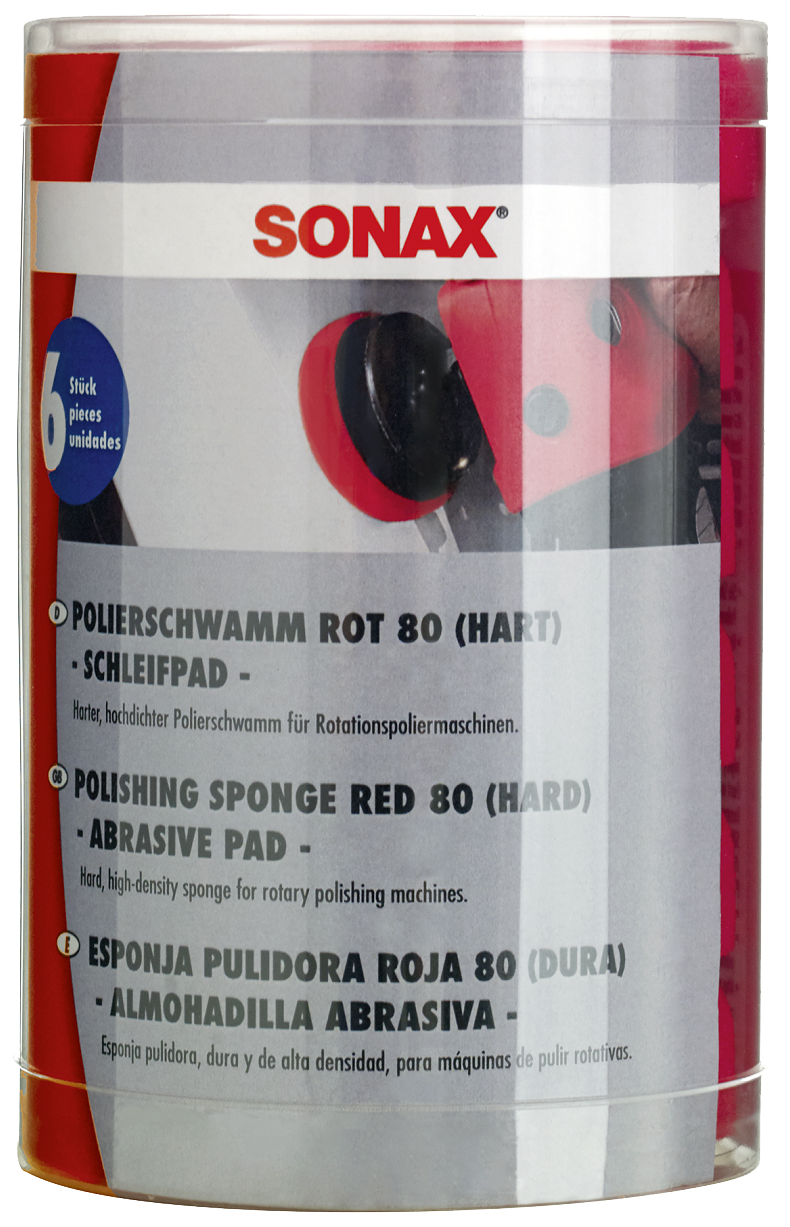 SONAX®
6
Stück
pieces
unidades
D POLIERSCHWAMM ROT 80 (HART)
- SCHLEIFPAD -
Harter, hochdichter Polierschwamm für Rotationspoliermaschinen.
GB POLISHING SPONGE RED 80 (HARD)
- ABRASIVE PAD -
Hard, high-density sponge for rotary polishing machines.
E ESPONJA PULIDORA ROJA 80 (DURA)
- ALMOHADILLA ABRASIVA -
Esponja pulidora, dura y de alta densidad, para máquinas de pulir rotativas.